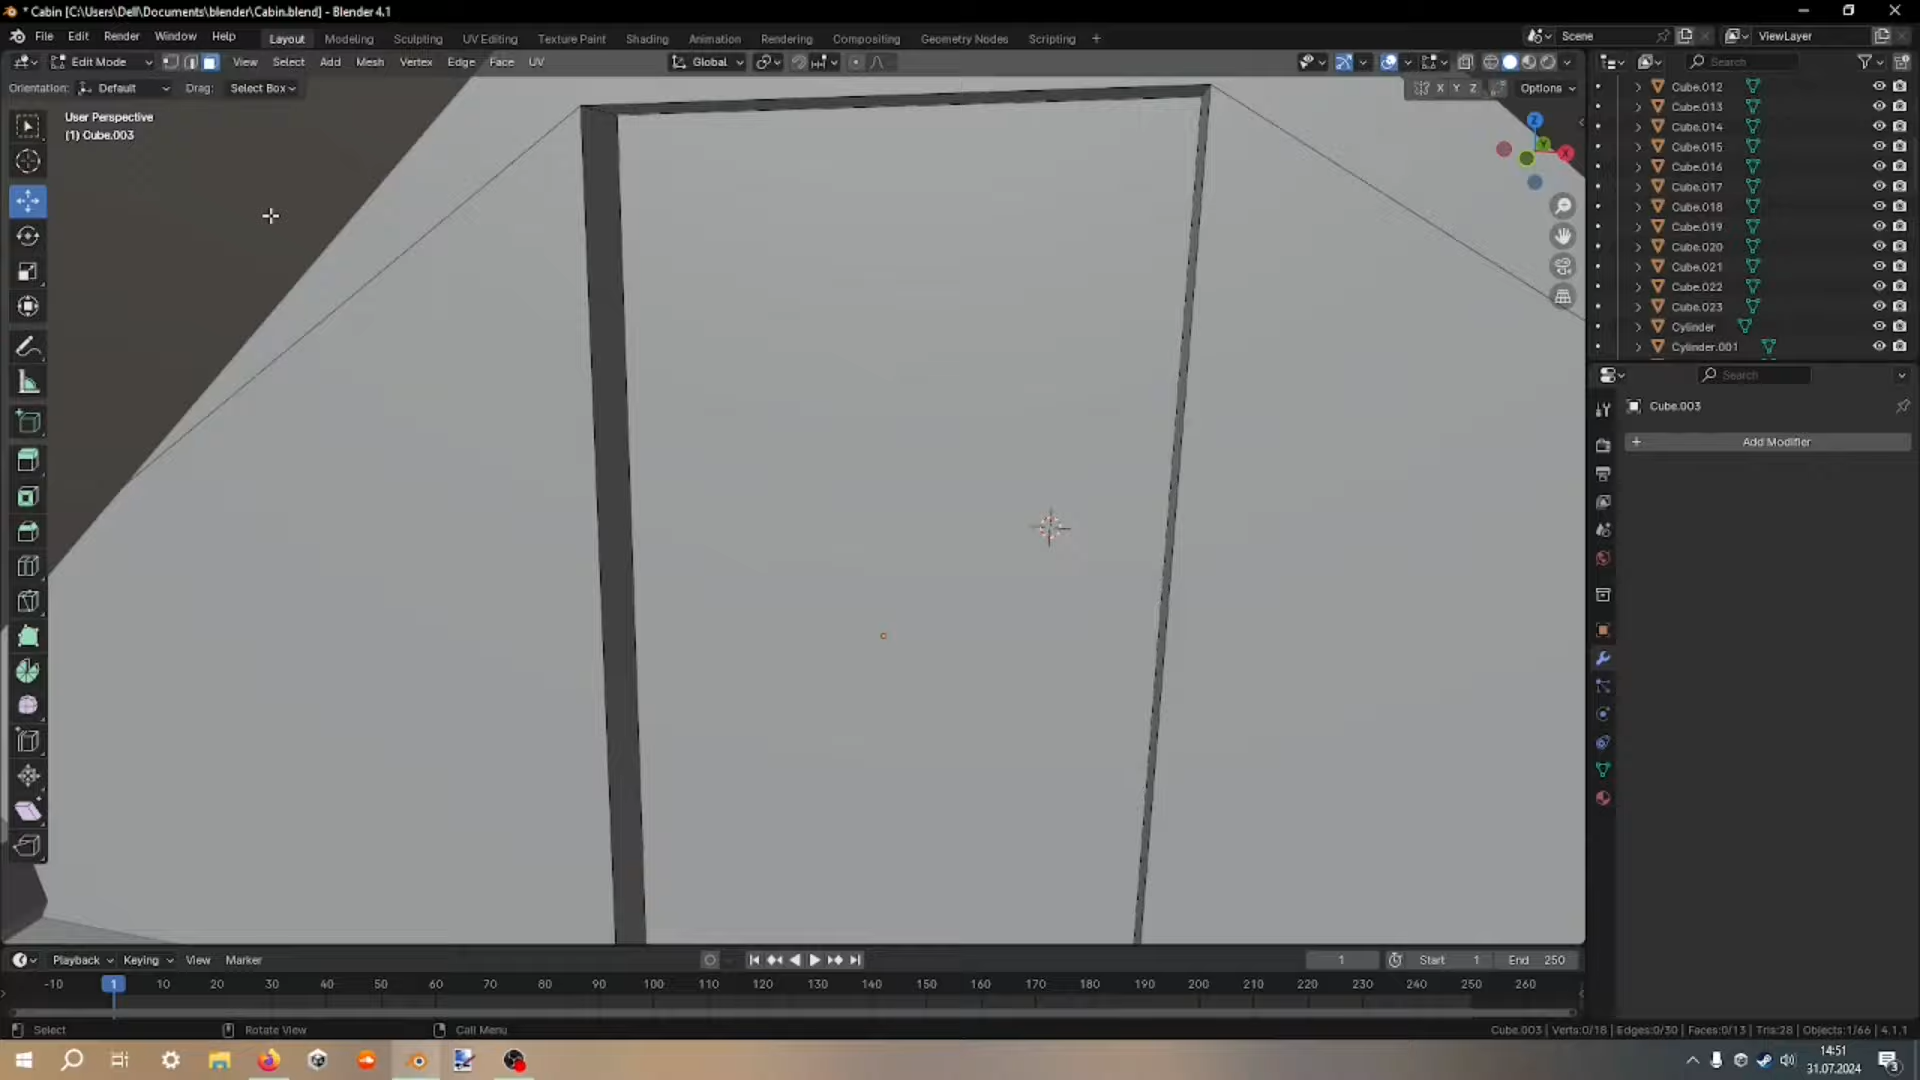 * Cabin [C:\Users\Dell\Documents\blender\Cabin.blend] - Blender 4.1
File Edit Render Window Help Layout Modeling Sculpting UV Editing Texture Paint Shading Animation Rendering Compositing Geometry Nodes Scripting + Scene ViewLayer
Edit Mode View Select Add Mesh Vertex Edge Face UV Global Search
Orientation: Default Drag: Select Box X Y Z Options
User Perspective
(1) Cube.003
Z
X
Cube.012
Cube.013
Cube.014
Cube.015
Cube.016
Cube.017
Cube.018
Cube.019
Cube.020
Cube.021
Cube.022
Cube.023
Cylinder
Cylinder.001
Search
Cube.003
+ Add Modifier
Playback Keying View Marker 1 Start 1 End 250
-10 1 10 20 30 40 50 60 70 80 90 100 110 120 130 140 150 160 170 180 190 200 210 220 230 240 250 260
Select Rotate View Call Menu Cube.003 | Verts:0/18 | Edges:0/30 | Faces:0/13 | Tris:28 | Objects:1/66 | 4.1.1
14:51
31.07.2024
3